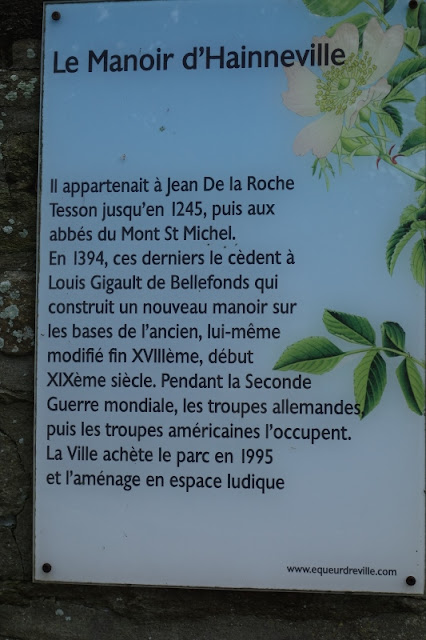 Le Manoir d'Hainneville
Il appartenait à Jean De la Roche
Tesson jusqu'en 1245, puis aux
abbés du Mont St Michel.
En 1394, ces derniers le cèdent à
Louis Gigault de Bellefonds qui
construit un nouveau manoir sur
les bases de l'ancien, lui-même
modifié fin XVIIIème, début
XIXème siècle. Pendant la Seconde
Guerre mondiale, les troupes allemandes,
puis les troupes américaines l'occupent.
La Ville achète le parc en 1995
et l'aménage en espace ludique
www.equeurdreville.com